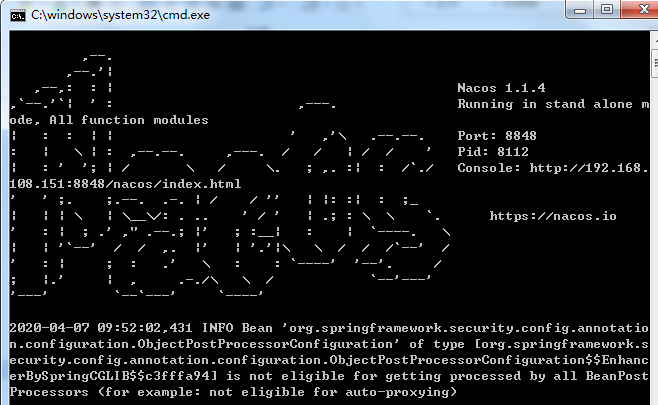 C:\windows\system32\cmd.exe
Nacos 1.1.4
Running in stand alone m
ode, All function modules
Port: 8848
Pid: 8112
Console: http://192.168.
108.151:8848/nacos/index.html
https://nacos.io
2020-04-07 09:52:02,431 INFO Bean 'org.springframework.security.config.annotatio
n.configuration.ObjectPostProcessorConfiguration' of type [org.springframework.s
ecurity.config.annotation.configuration.ObjectPostProcessorConfiguration$$Enhanc
erBySpringCGLIB$$c3fffa94] is not eligible for getting processed by all BeanPost
Processors (for example: not eligible for auto-proxying)